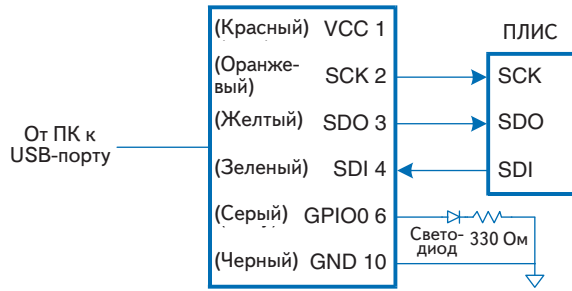 ПЛИС
(Красный) VCC 1
(Оранже-
вый) SCK 2
SCK
(Желтый) SDO 3
SDO
От ПК к
USB-порту
(Зеленый) SDI 4
SDI
(Серый) GPIO0 6
Свето-
диод 330 Ом
(Черный) GND 10